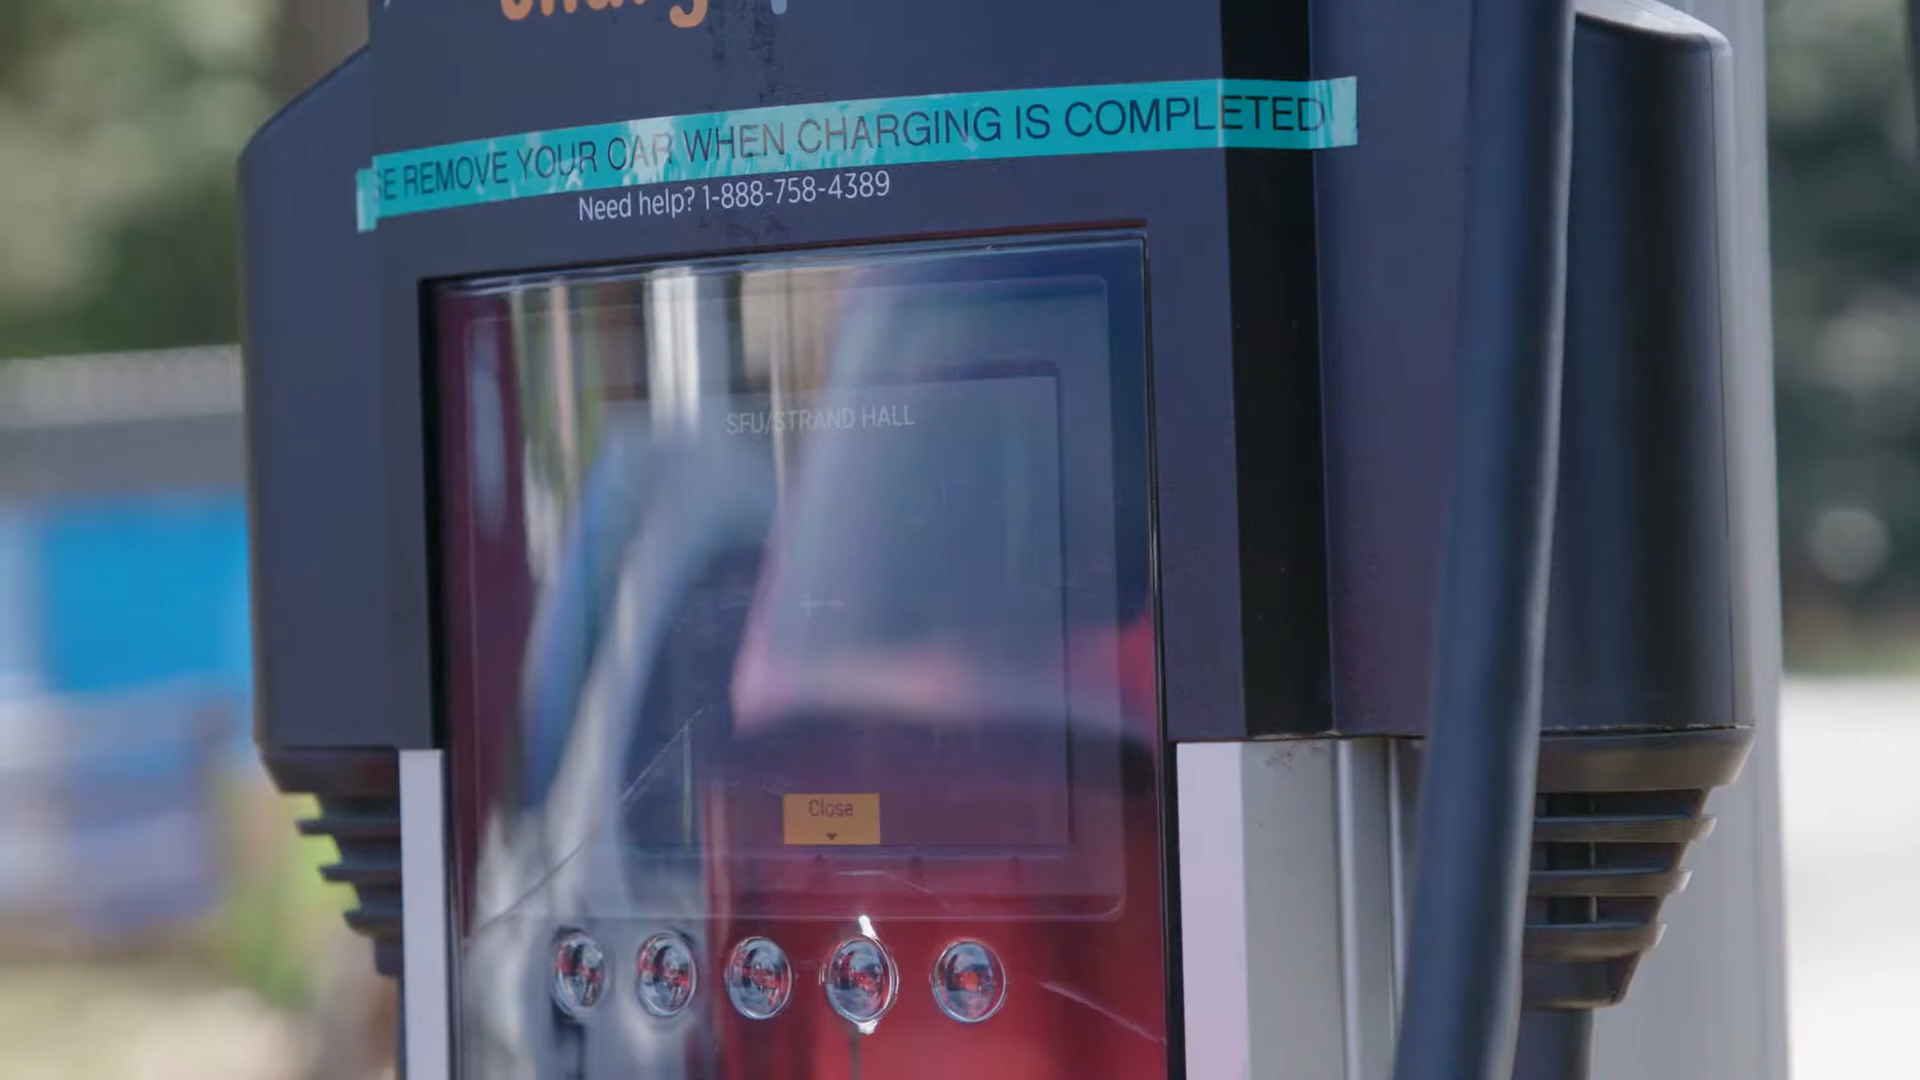 E REMOVE YOUR CAR WHEN CHARGING IS COMPLETED
Need help? 1-888-758-4389
SFU/STRAND HALL
Close